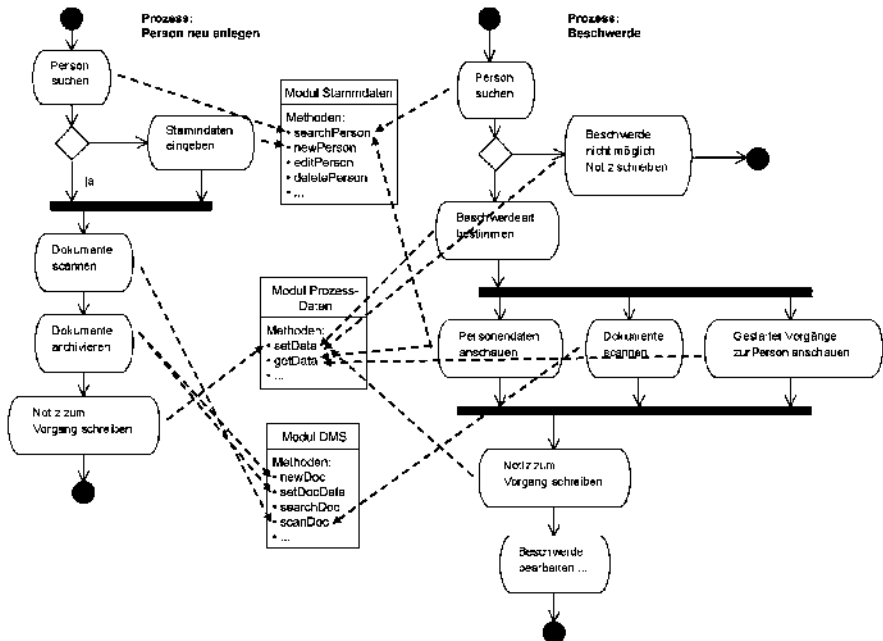 Prozess:
Person neu anlegen
Person
suchen
Stammdaten
eingeben
ja
Dokumente
scannen
Dokumente
archivieren
Notiz zum
Vorgang schreiben
Modul Stammdaten
Methoden:
• searchPerson
• newPerson
• editPerson
• deletePerson
• ...
Modul Prozess-
Daten
Methoden:
• setData
• getData
• ...
Modul DMS
Methoden:
• newDoc
• setDocData
• searchDoc
• scanDoc
• ...
Prozess:
Beschwerde
Person
suchen
Beschwerde
nicht möglich
Notiz schreiben
Beschwerdeart
bestimmen
Personendaten
anschauen
Dokumente
scannen
Gestartet Vorgänge
zur Person anschauen
Notiz zum
Vorgang schreiben
Beschwerde
bearbeiten ...